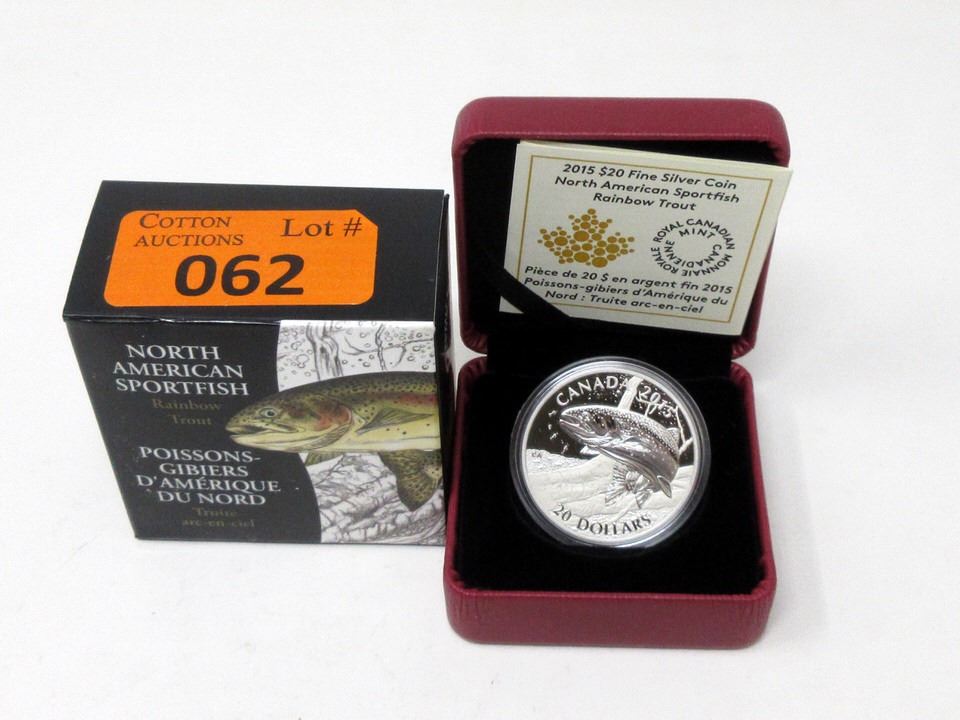 COTTON
AUCTIONS
Lot #
062
NORTH
AMERICAN
SPORTFISH
Rainbow
Trout
POISSONS-
GIBIERS
D'AMÉRIQUE
DU NORD
Truite
arc-en-ciel
2015 $20 Fine Silver Coin
North American Sportfish
Rainbow Trout
ROYAL CANADIAN MINT
MONNAIE ROYALE CANADIENNE
Pièce de 20 $ en argent fin 2015
Poissons-gibiers d'Amérique du
Nord : Truite arc-en-ciel
CANADA 2015
20 DOLLARS